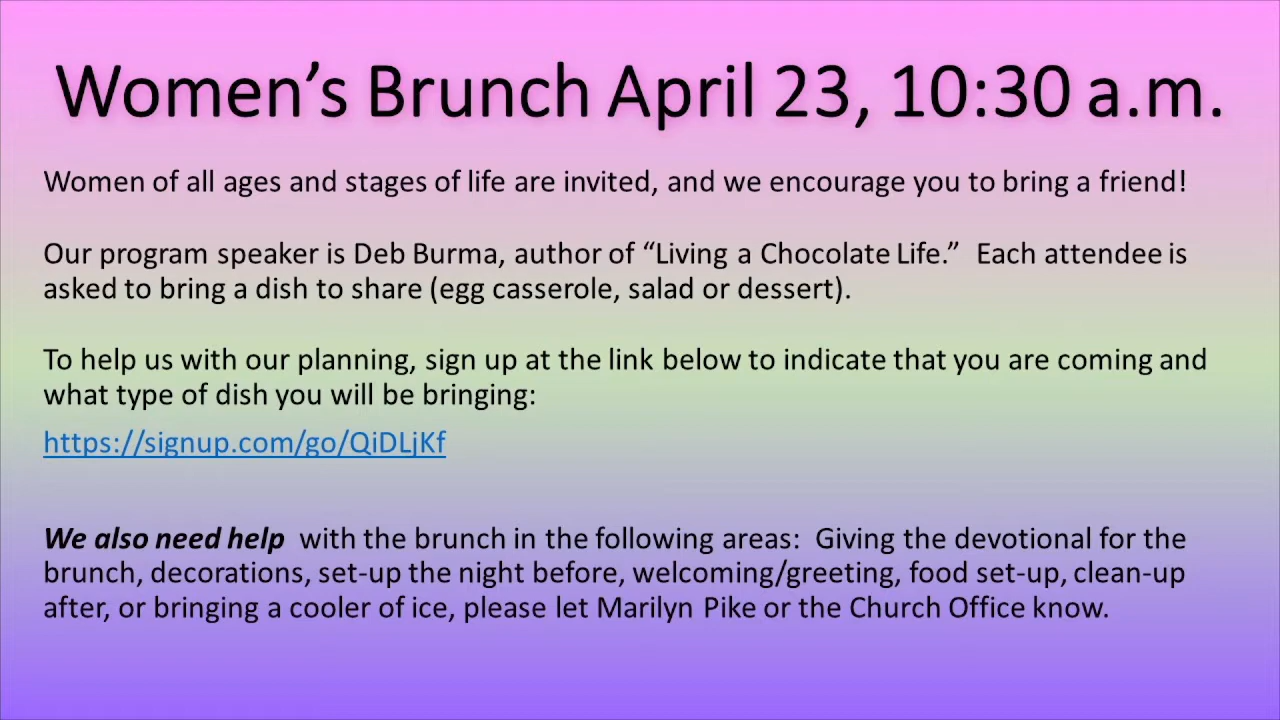 Women’s Brunch April 23, 10:30 a.m.
Women of all ages and stages of life are invited, and we encourage you to bring a friend!
Our program speaker is Deb Burma, author of “Living a Chocolate Life.”  Each attendee is
asked to bring a dish to share (egg casserole, salad or dessert).
To help us with our planning, sign up at the link below to indicate that you are coming and
what type of dish you will be bringing:
https://signup.com/go/QiDLjKf
We also need help  with the brunch in the following areas:  Giving the devotional for the
brunch, decorations, set-up the night before, welcoming/greeting, food set-up, clean-up
after, or bringing a cooler of ice, please let Marilyn Pike or the Church Office know.